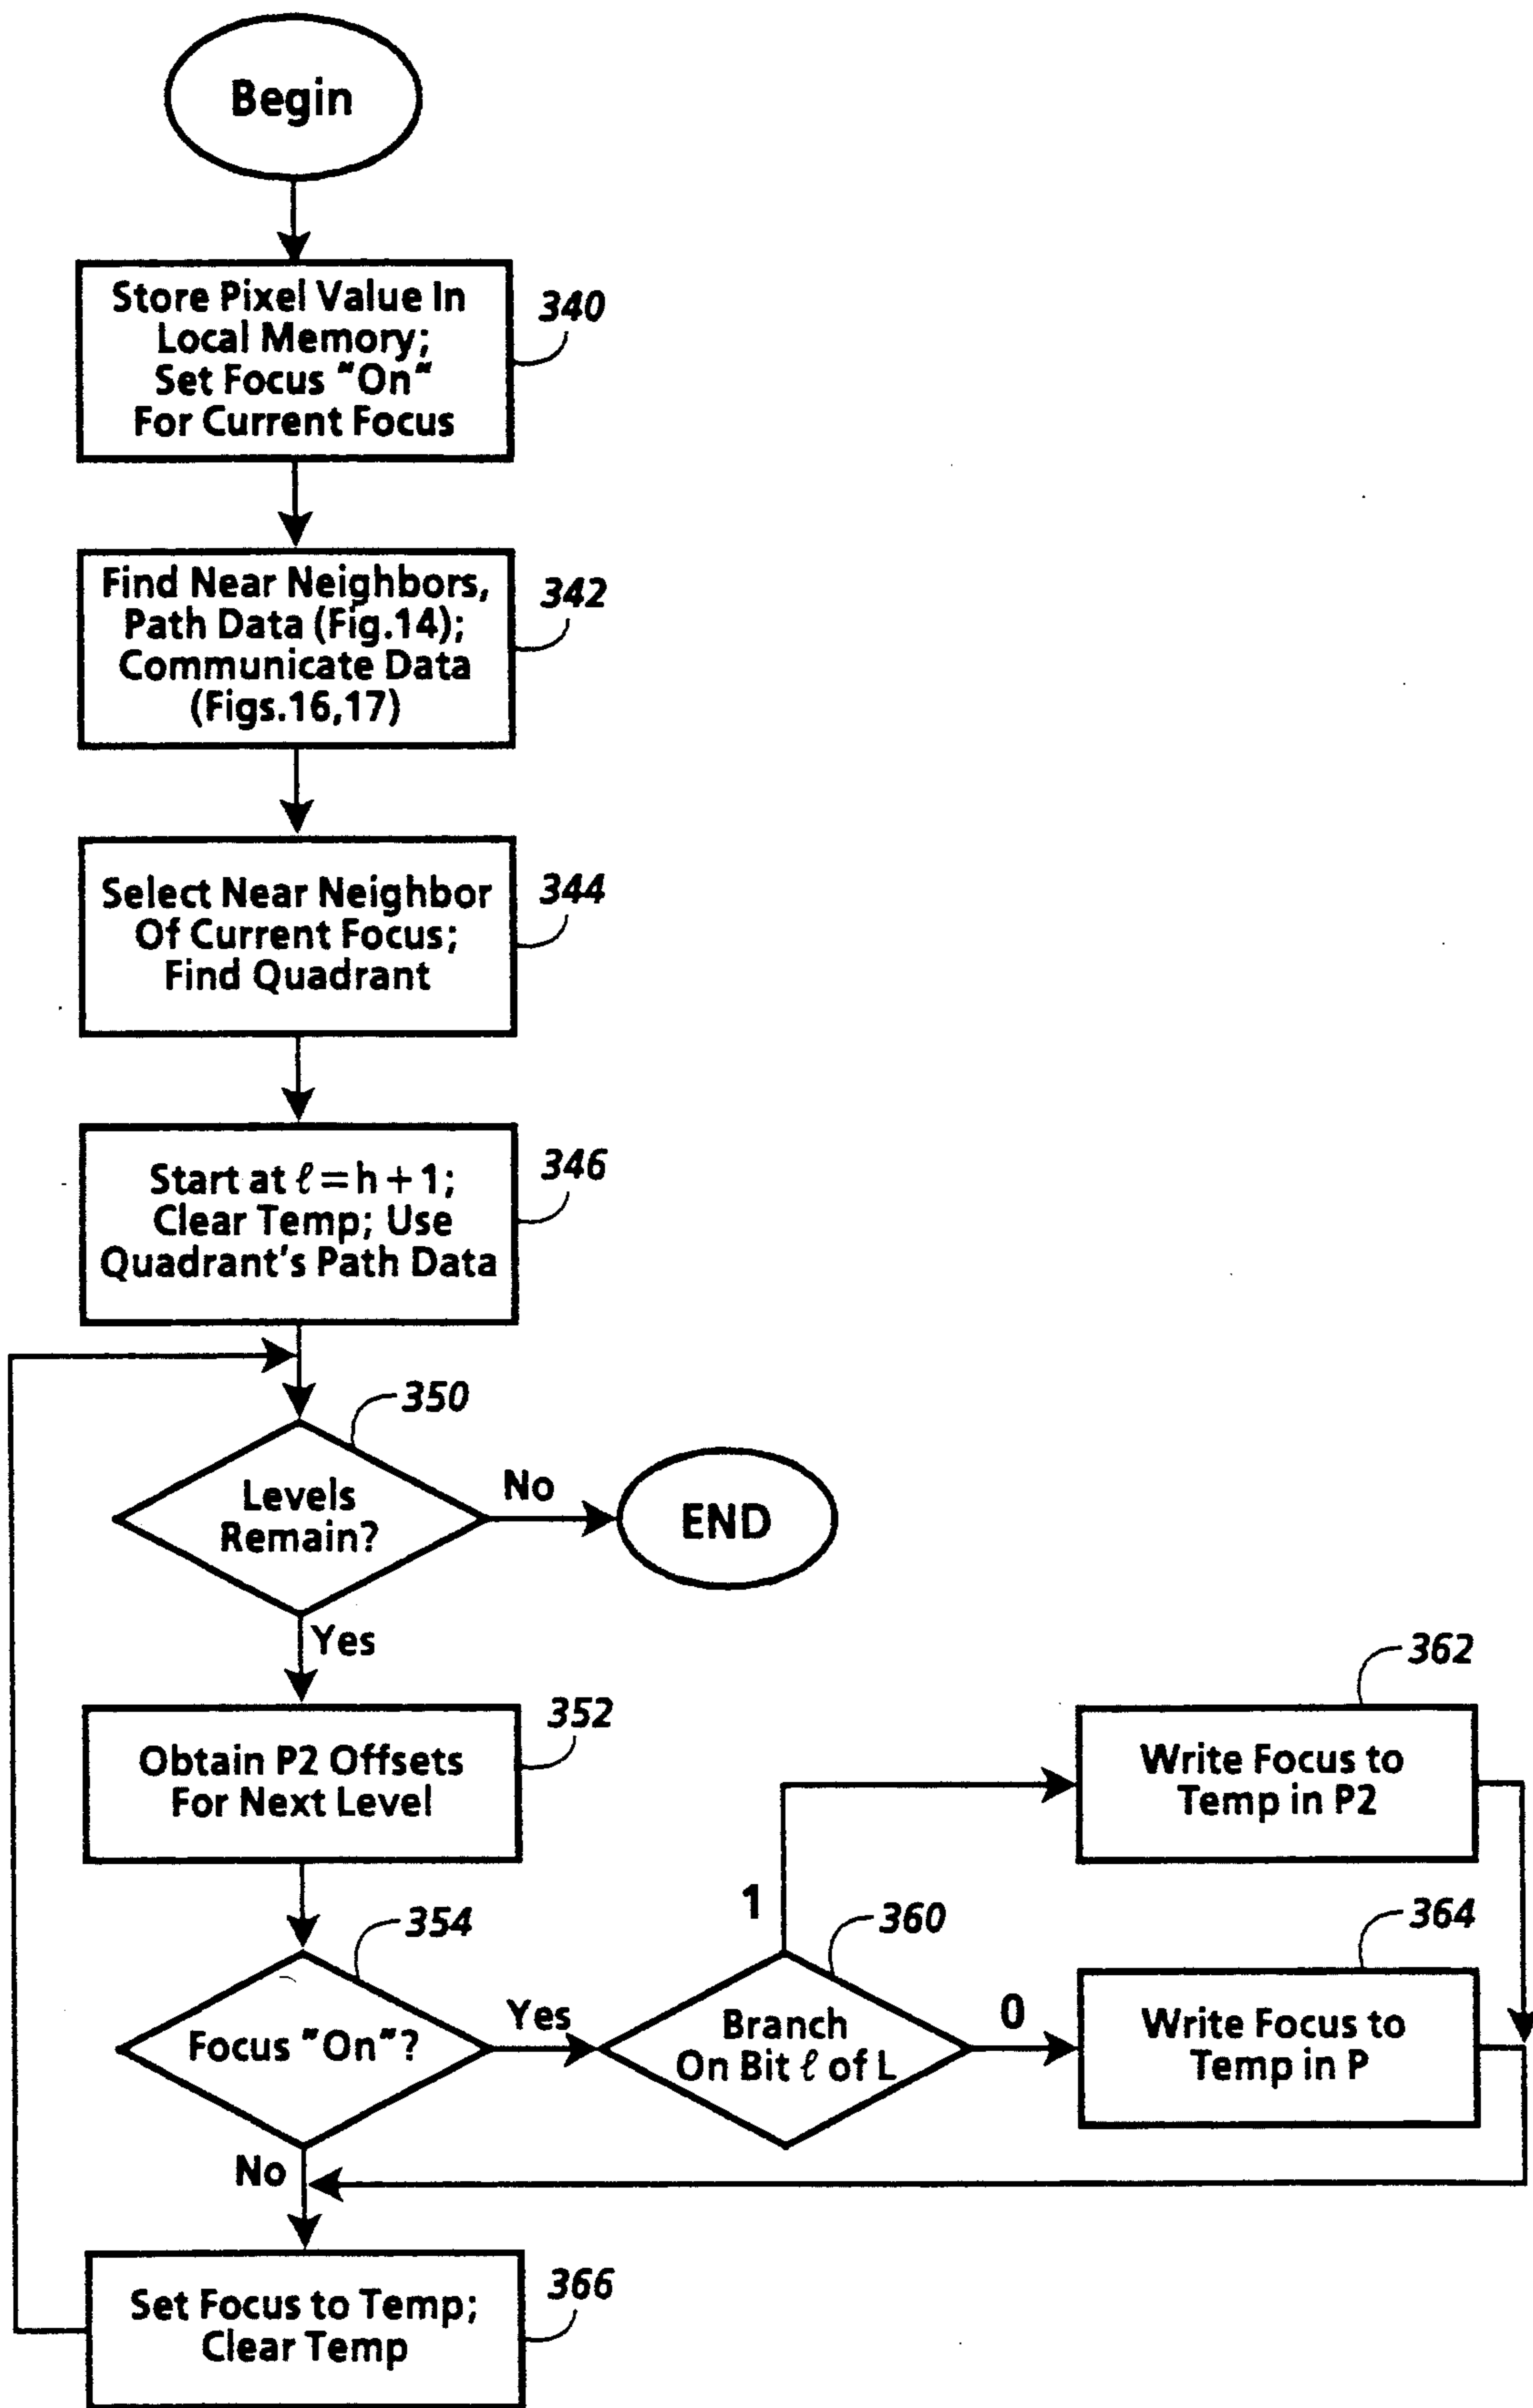 Begin
Store Pixel Value In
Local Memory;
Set Focus "On"
For Current Focus
340
Find Near Neighbors,
Path Data (Fig.14);
Communicate Data
(Figs.16,17)
342
Select Near Neighbor
Of Current Focus;
Find Quadrant
344
Start at ℓ=h+1;
Clear Temp; Use
Quadrant's Path Data
346
350
Levels
Remain?
No
END
Yes
352
Obtain P2 Offsets
For Next Level
362
Write Focus to
Temp in P2
354
Focus "On"?
Yes
1
360
Branch
On Bit ℓ of L
0
364
Write Focus to
Temp in P
No
366
Set Focus to Temp;
Clear Temp